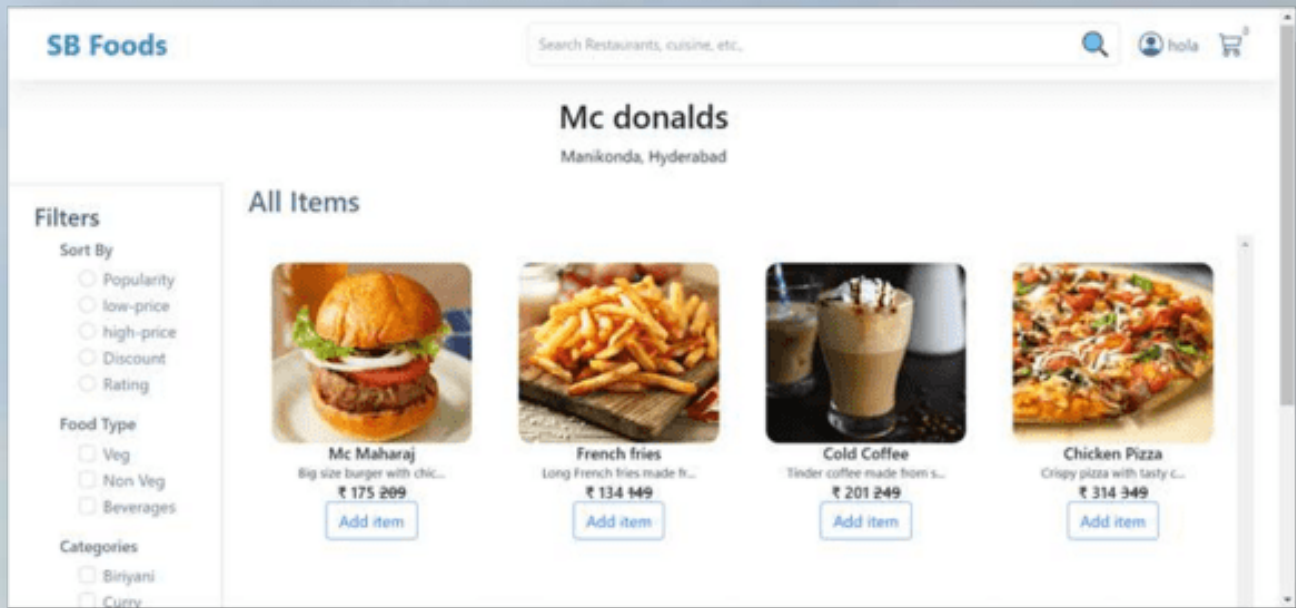 SB Foods
Search Restaurants, cuisine, etc.,
hola
0
Mc donalds
Manikonda, Hyderabad
Filters
Sort By
Popularity
low-price
high-price
Discount
Rating
Food Type
Veg
Non Veg
Beverages
Categories
Biriyani
Curry
All Items
Mc Maharaj
Big size burger with chic...
₹ 175 209
Add item
French fries
Long French fries made fr...
₹ 134 149
Add item
Cold Coffee
Tinder coffee made from s...
₹ 201 249
Add item
Chicken Pizza
Crispy pizza with tasty c...
₹ 314 349
Add item